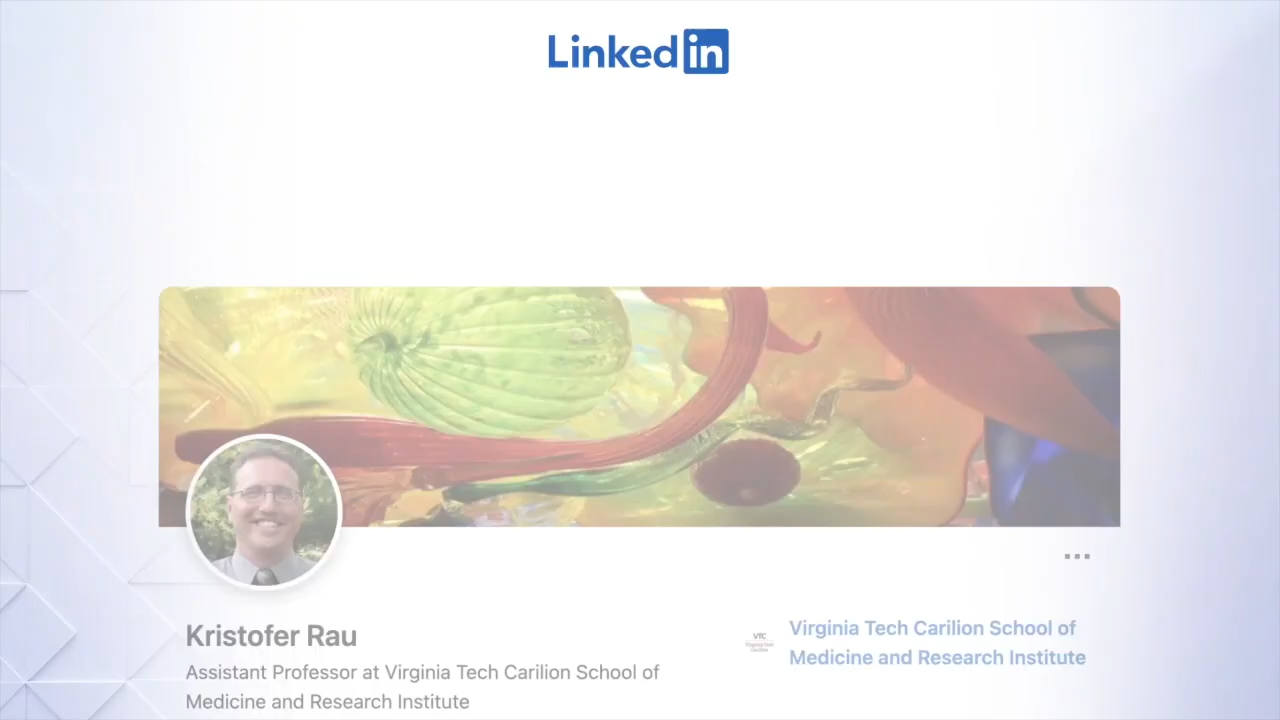 Linkedin
Kristofer Rau
Assistant Professor at Virginia Tech Carilion School of
Medicine and Research Institute
VTC
Virginia Tech Carilion School of
Medicine and Research Institute